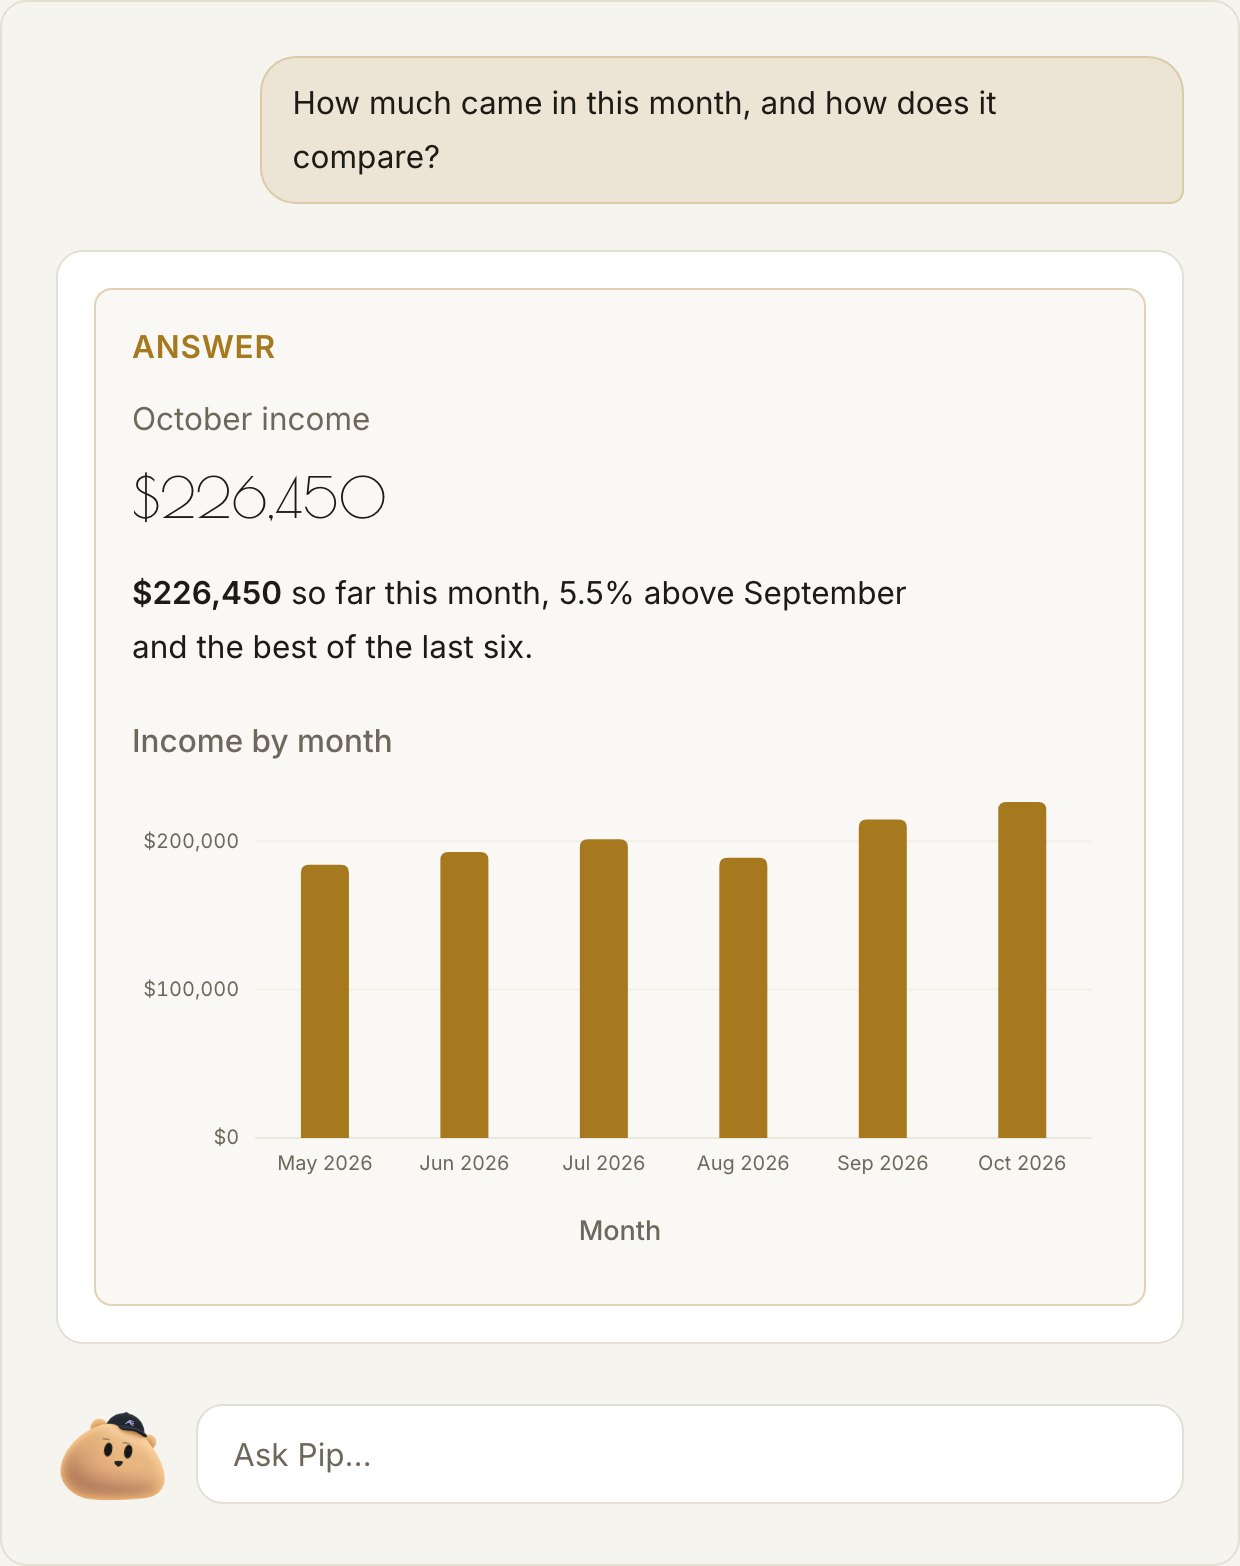 How much came in this month, and how does it
compare?
ANSWER
October income
$226,450
$226,450 so far this month, 5.5% above September
and the best of the last six.
Income by month
$200,000
$100,000
$0
May 2026 Jun 2026 Jul 2026 Aug 2026 Sep 2026 Oct 2026
Month
Ask Pip...